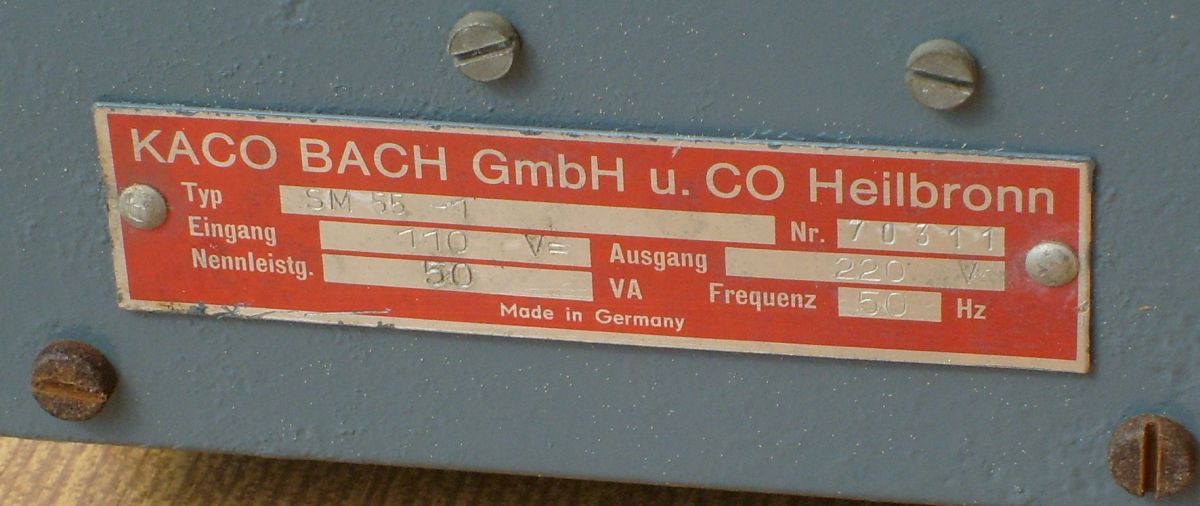 KACO BACH GmbH u. CO Heilbronn
Typ SM 55 -1 Nr. 70311
Eingang 110 V= Ausgang 220 V~
Nennleistg. 50 VA Frequenz 50 Hz
Made in Germany